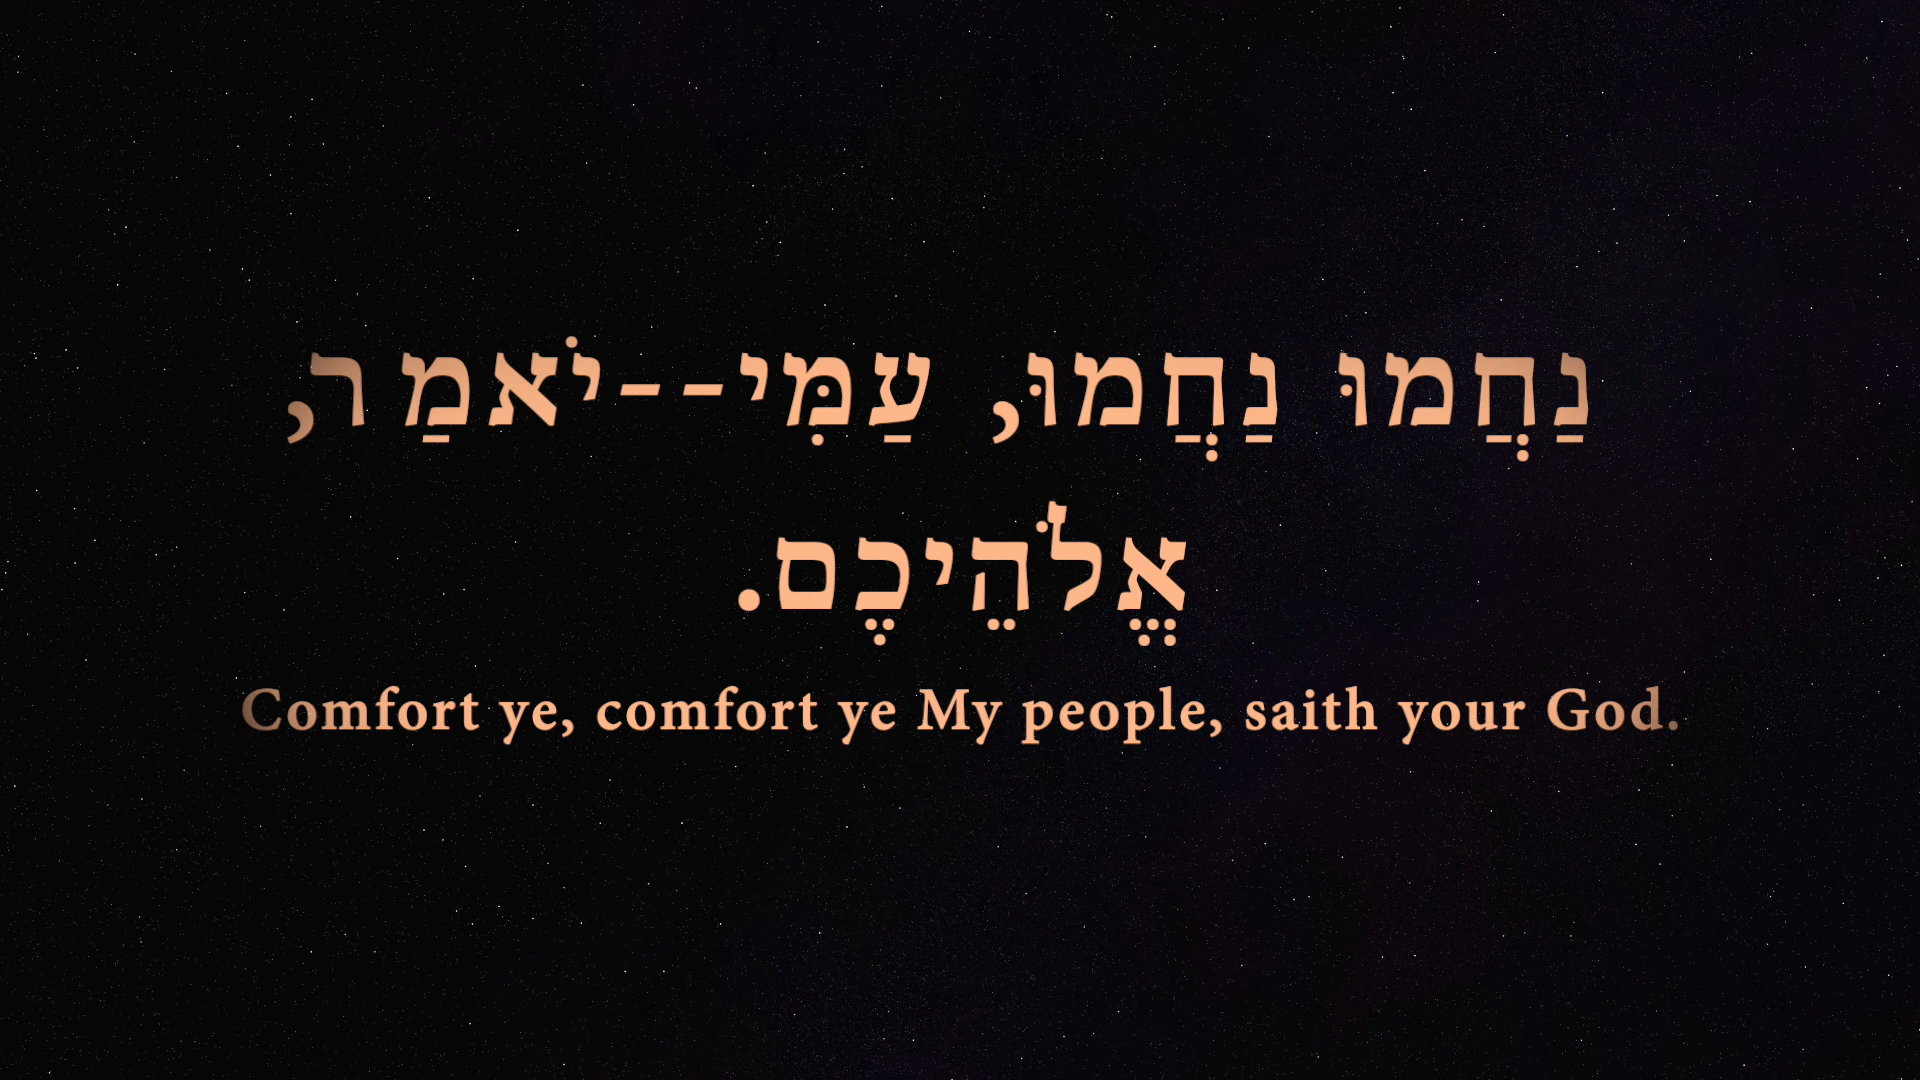 נַחֲמוּ נַחֲמוּ, עַמִּי--יֹאמַר,
אֱלֹהֵיכֶם.
Comfort ye, comfort ye My people, saith your God.